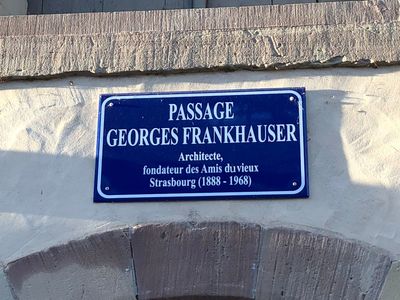 PASSAGE
GEORGES FRANKHAUSER
Architecte,
fondateur des Amis du vieux
Strasbourg (1888 - 1968)